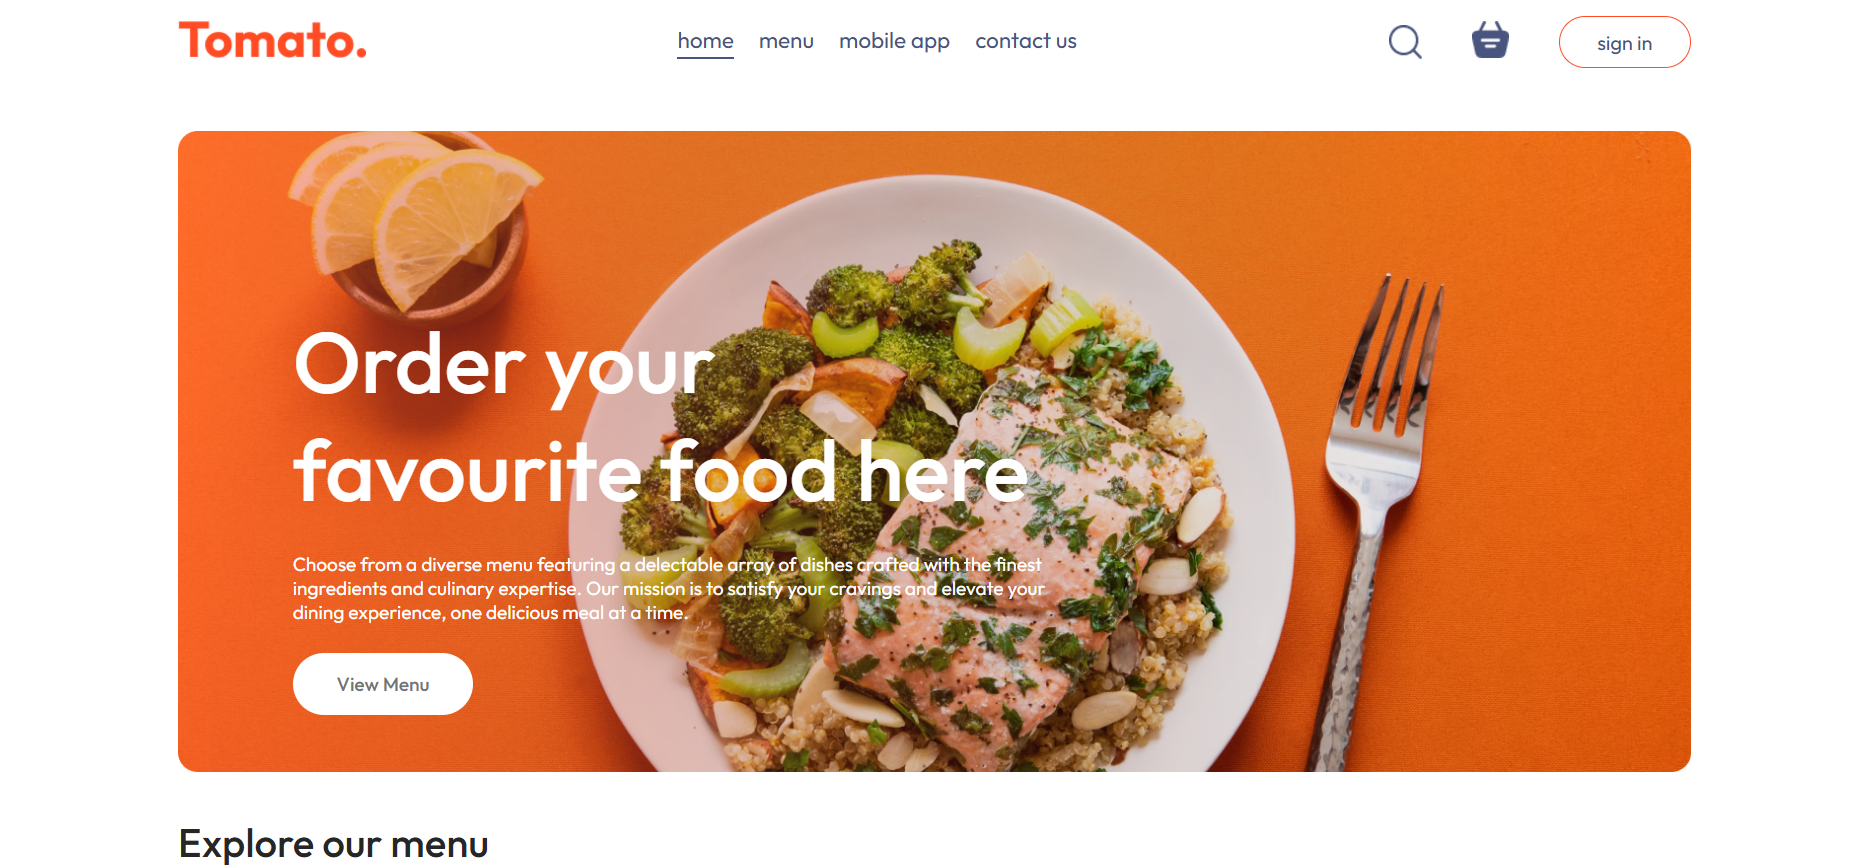 Tomato.
home
menu
mobile app
contact us
sign in
Order your
favourite food here
Choose from a diverse menu featuring a delectable array of dishes crafted with the finest
ingredients and culinary expertise. Our mission is to satisfy your cravings and elevate your
dining experience, one delicious meal at a time.
View Menu
Explore our menu